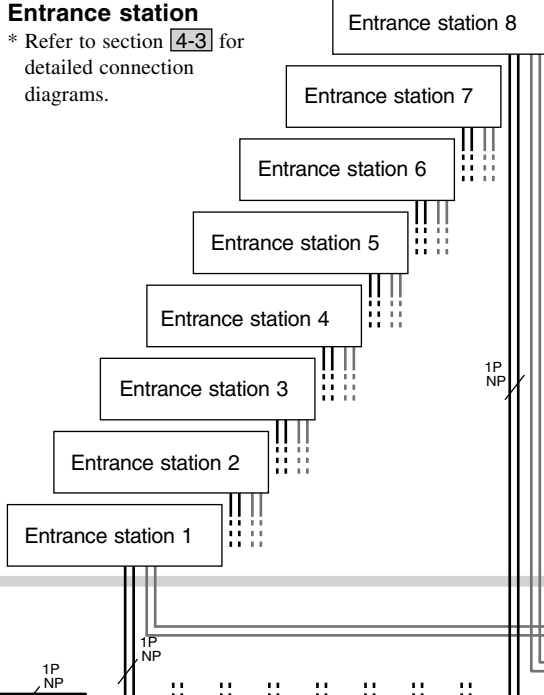 Entrance station
* Refer to section 4-3 for
detailed connection
diagrams.
Entrance station 8
Entrance station 7
Entrance station 6
Entrance station 5
Entrance station 4
1P
NP
Entrance station 3
Entrance station 2
Entrance station 1
1P
NP
1P
NP